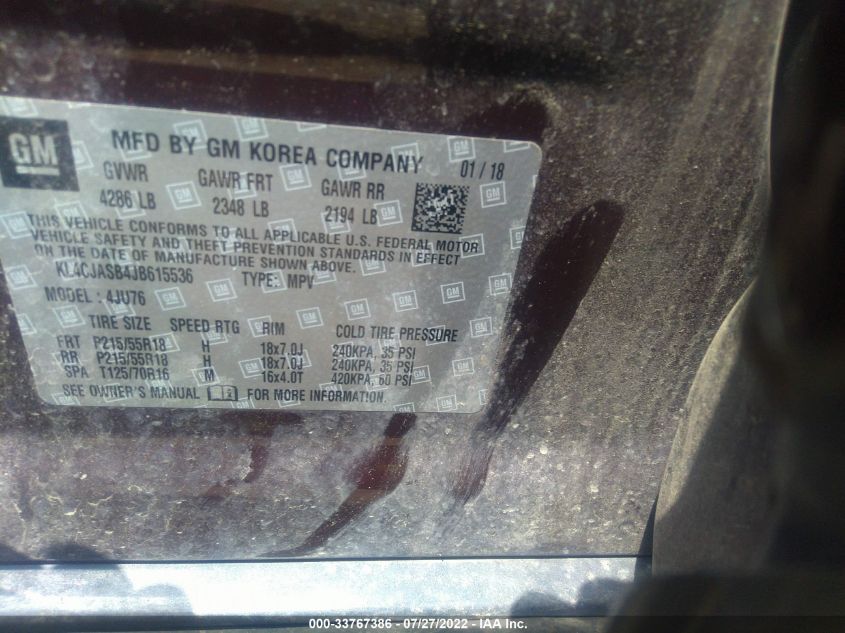 GM
MFD BY GM KOREA COMPANY 01 / 18
GVWR GAWR FRT GAWR RR
4286 LB 2348 LB 2194 LB
THIS VEHICLE CONFORMS TO ALL APPLICABLE U.S. FEDERAL MOTOR
VEHICLE SAFETY AND THEFT PREVENTION STANDARDS IN EFFECT
ON THE DATE OF MANUFACTURE SHOWN ABOVE.
KL4CJASB4JB615536 TYPE: MPV
MODEL : 4JU76
TIRE SIZE SPEED RTG RIM COLD TIRE PRESSURE
FRT P215/55R18 H 18x7.0J 240KPA, 35 PSI
RR P215/55R18 H 18x7.0J 240KPA, 35 PSI
SPA T125/70R16 M 16x4.0T 420KPA, 60 PSI
SEE OWNER'S MANUAL FOR MORE INFORMATION.
000-33767386 - 07/27/2022 - IAA Inc.